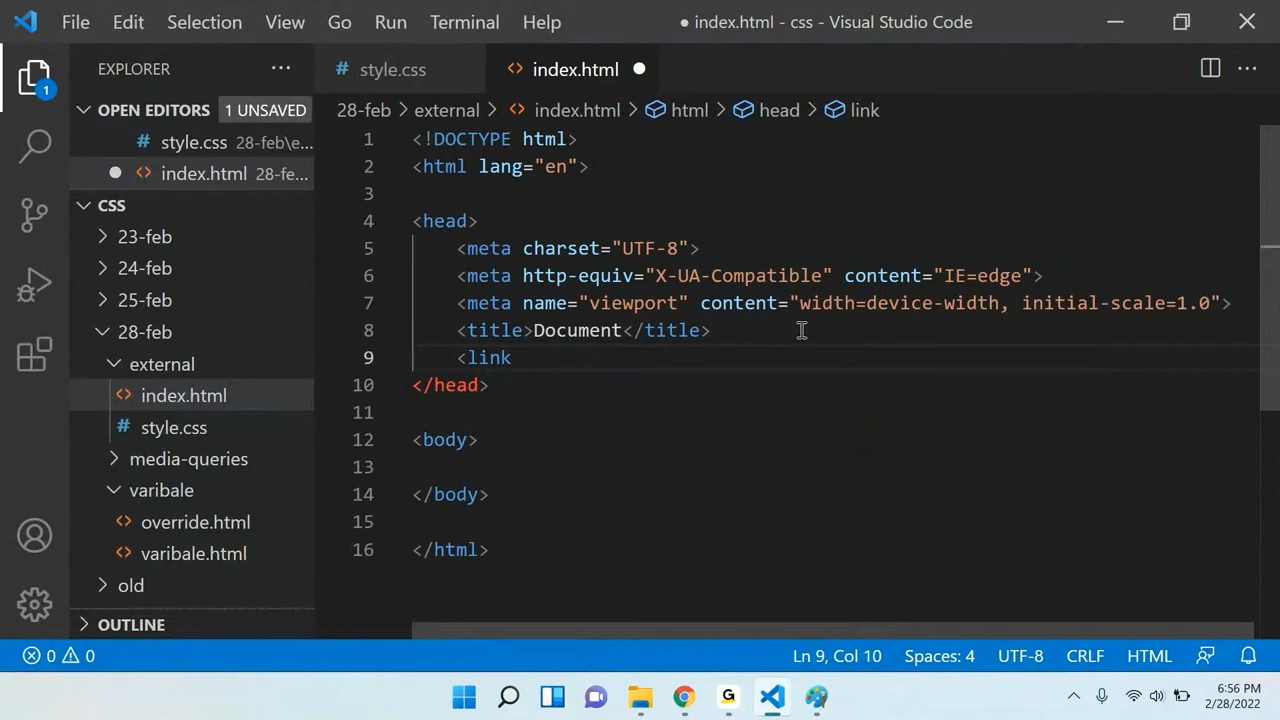 File Edit Selection View Go Run Terminal Help ● index.html - css - Visual Studio Code
EXPLORER ···
# style.css
<> index.html ●
1
OPEN EDITORS 1 UNSAVED
# style.css 28-feb\e...
● <> index.html 28-fe...
CSS
23-feb
24-feb
25-feb
28-feb
external
<> index.html
# style.css
media-queries
varibale
<> override.html
<> varibale.html
old
OUTLINE
28-feb > external > <> index.html > html > head > link
1 <!DOCTYPE html>
2 <html lang="en">
3
4 <head>
5 <meta charset="UTF-8">
6 <meta http-equiv="X-UA-Compatible" content="IE=edge">
7 <meta name="viewport" content="width=device-width, initial-scale=1.0">
8 <title>Document</title>
9 <link
10 </head>
11
12 <body>
13
14 </body>
15
16 </html>
0 0 Ln 9, Col 10 Spaces: 4 UTF-8 CRLF HTML
G
6:56 PM
2/28/2022